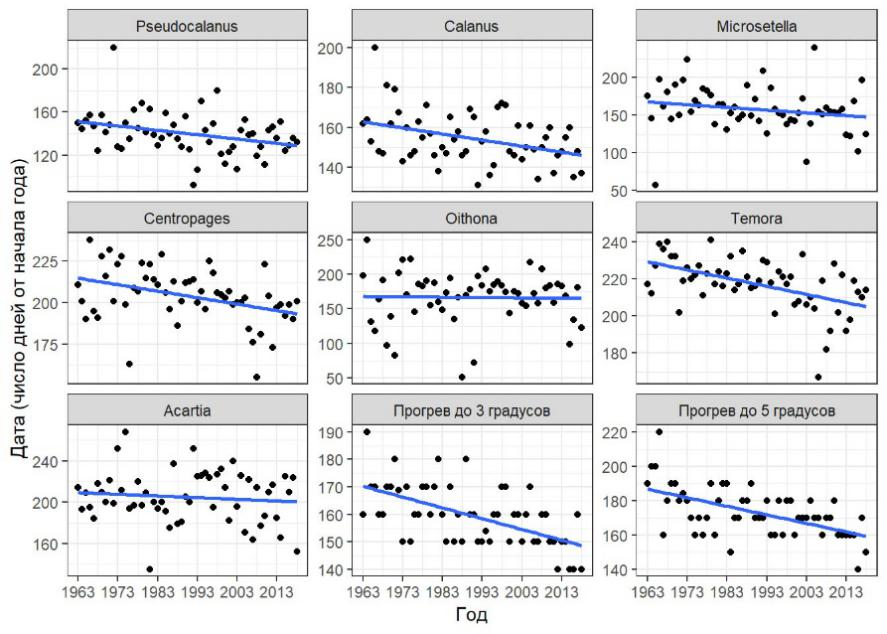 Pseudocalanus Calanus Microsetella
200 160 120
200 180 160 140
200 150 100 50
Дата (число дней от начала года)
Centropages Oithona Temora
225 200 175
250 200 150 100 50
240 220 200 180
Acartia Прогрев до 3 градусов Прогрев до 5 градусов
240 200 160
190 180 170 160 150 140
220 200 180 160 140
1963 1973 1983 1993 2003 2013 1963 1973 1983 1993 2003 2013 1963 1973 1983 1993 2003 2013
Год